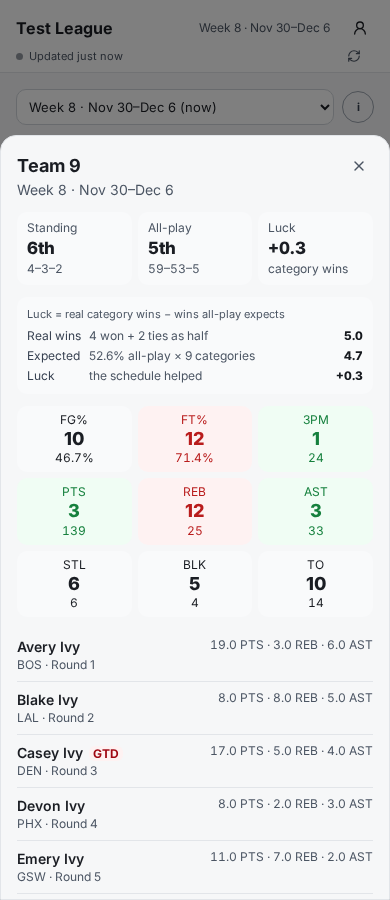 Test League
Week 8 · Nov 30–Dec 6
Updated just now
Week 8 · Nov 30–Dec 6 (now)
i
Team 9
Week 8 · Nov 30–Dec 6
Standing
6th
4–3–2
All-play
5th
59–53–5
Luck
+0.3
category wins
Luck = real category wins − wins all-play expects
Real wins 4 won + 2 ties as half 5.0
Expected 52.6% all-play × 9 categories 4.7
Luck the schedule helped +0.3
FG%
10
46.7%
FT%
12
71.4%
3PM
1
24
PTS
3
139
REB
12
25
AST
3
33
STL
6
6
BLK
5
4
TO
10
14
Avery Ivy 19.0 PTS · 3.0 REB · 6.0 AST
BOS · Round 1
Blake Ivy 8.0 PTS · 8.0 REB · 5.0 AST
LAL · Round 2
Casey Ivy GTD 17.0 PTS · 5.0 REB · 4.0 AST
DEN · Round 3
Devon Ivy 8.0 PTS · 2.0 REB · 3.0 AST
PHX · Round 4
Emery Ivy 11.0 PTS · 7.0 REB · 2.0 AST
GSW · Round 5